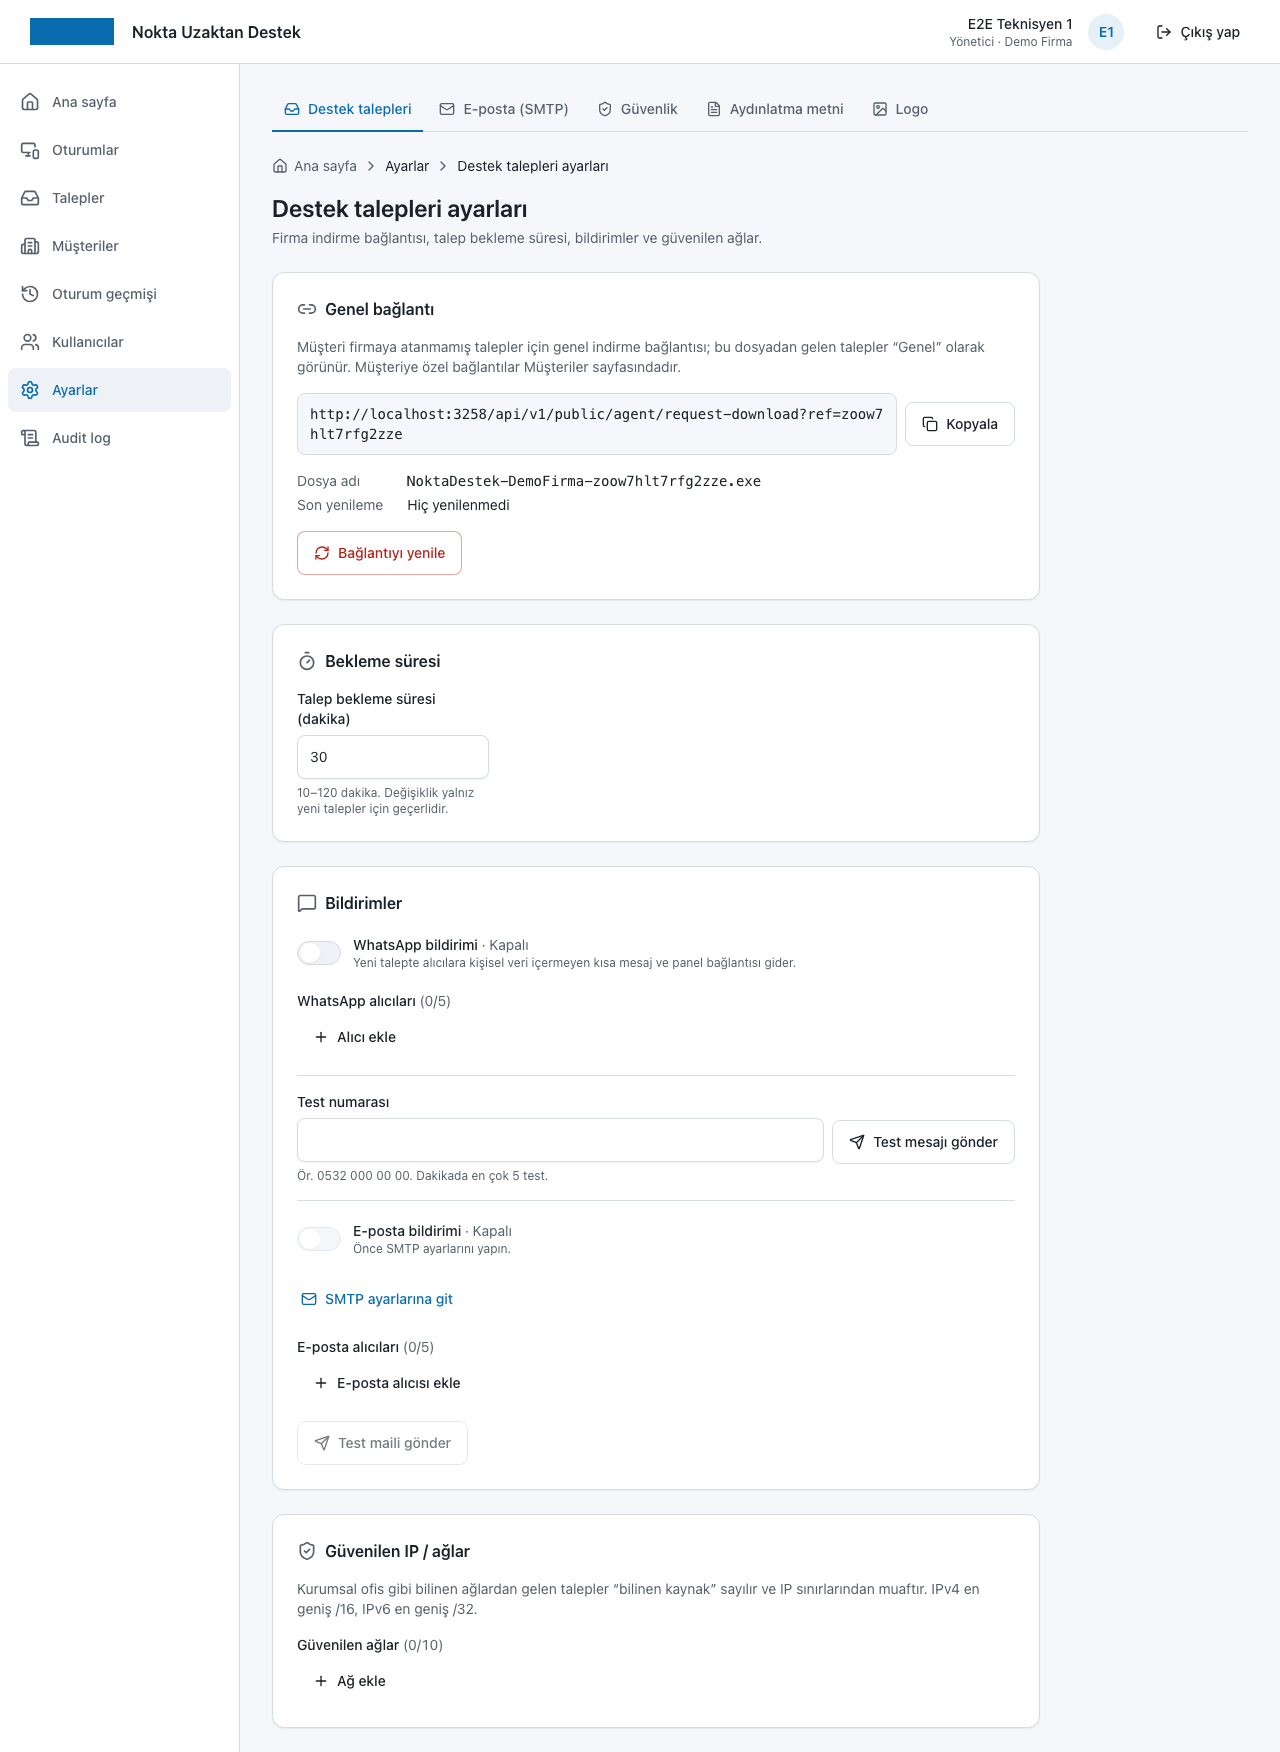 Nokta Uzaktan Destek
E2E Teknisyen 1
Yönetici · Demo Firma
E1
Çıkış yap
Ana sayfa
Oturumlar
Talepler
Müşteriler
Oturum geçmişi
Kullanıcılar
Ayarlar
Audit log
Destek talepleri
E-posta (SMTP)
Güvenlik
Aydınlatma metni
Logo
Ana sayfa > Ayarlar > Destek talepleri ayarları
Destek talepleri ayarları
Firma indirme bağlantısı, talep bekleme süresi, bildirimler ve güvenilen ağlar.
Genel bağlantı
Müşteri firmaya atanmamış talepler için genel indirme bağlantısı; bu dosyadan gelen talepler “Genel” olarak
görünür. Müşteriye özel bağlantılar Müşteriler sayfasındadır.
http://localhost:3258/api/v1/public/agent/request-download?ref=zoow7
hlt7rfg2zze
Kopyala
Dosya adı NoktaDestek-DemoFirma-zoow7hlt7rfg2zze.exe
Son yenileme Hiç yenilenmedi
Bağlantıyı yenile
Bekleme süresi
Talep bekleme süresi
(dakika)
30
10–120 dakika. Değişiklik yalnız
yeni talepler için geçerlidir.
Bildirimler
WhatsApp bildirimi · Kapalı
Yeni talepte alıcılara kişisel veri içermeyen kısa mesaj ve panel bağlantısı gider.
WhatsApp alıcıları (0/5)
Alıcı ekle
Test numarası
Test mesajı gönder
Ör. 0532 000 00 00. Dakikada en çok 5 test.
E-posta bildirimi · Kapalı
Önce SMTP ayarlarını yapın.
SMTP ayarlarına git
E-posta alıcıları (0/5)
E-posta alıcısı ekle
Test maili gönder
Güvenilen IP / ağlar
Kurumsal ofis gibi bilinen ağlardan gelen talepler “bilinen kaynak” sayılır ve IP sınırlarından muaftır. IPv4 en
geniş /16, IPv6 en geniş /32.
Güvenilen ağlar (0/10)
Ağ ekle